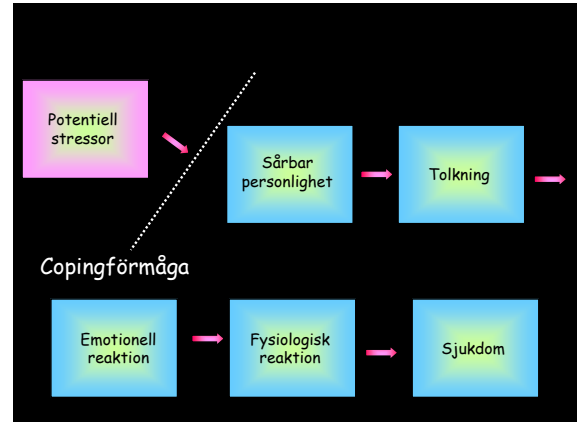 Potentiell
stressor
Sårbar
personlighet
Tolkning
Copingförmåga
Emotionell
reaktion
Fysiologisk
reaktion
Sjukdom